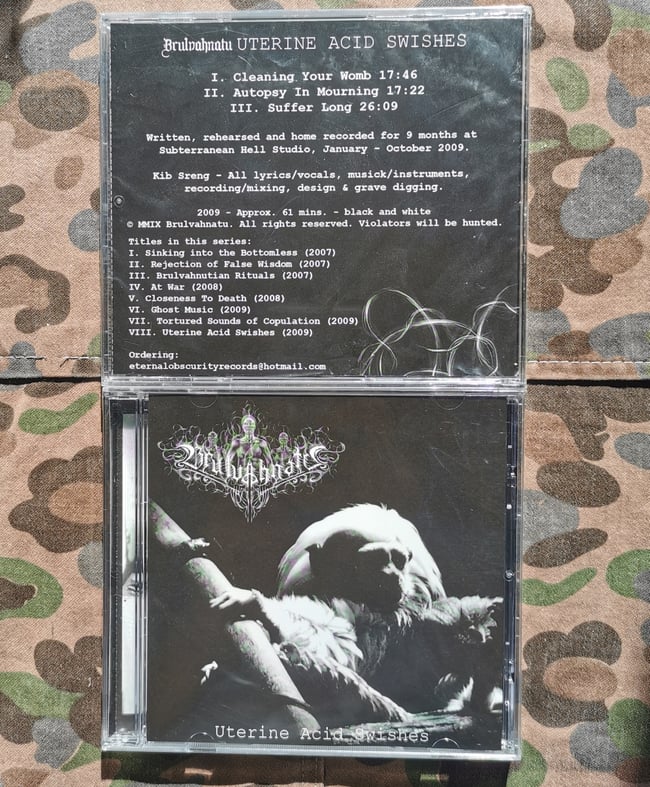 Brulvahnatu UTERINE ACID SWISHES
I. Cleaning Your Womb 17:46
II. Autopsy In Mourning 17:22
III. Suffer Long 26:09
Written, rehearsed and home recorded for 9 months at
Subterranean Hell Studio, January - October 2009.
Kib Sreng - All lyrics/vocals, musick/instruments,
recording/mixing, design & grave digging.
2009 - Approx. 61 mins. - black and white
© MMIX Brulvahnatu. All rights reserved. Violators will be hunted.
Titles in this series:
I. Sinking into the Bottomless (2007)
II. Rejection of False Wisdom (2007)
III. Brulvahnutian Rituals (2007)
IV. At War (2008)
V. Closeness To Death (2008)
VI. Ghost Music (2009)
VII. Tortured Sounds of Copulation (2009)
VIII. Uterine Acid Swishes (2009)
Ordering:
eternalobscurityrecords@hotmail.com
Brulvahnatu
Uterine Acid Swishes